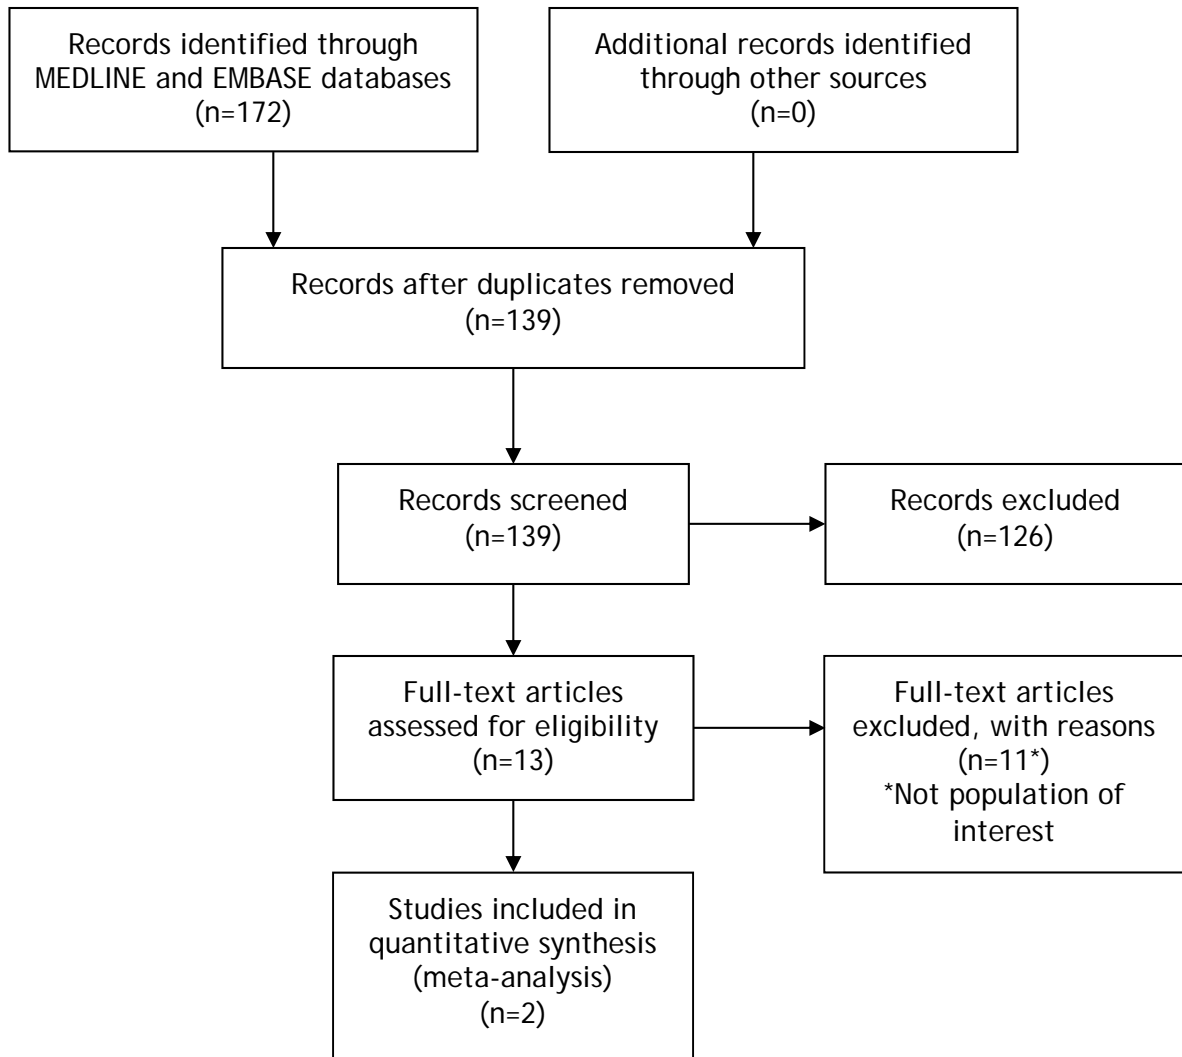 Records identified through
MEDLINE and EMBASE databases
(n=172)
Additional records identified
through other sources
(n=0)
Records after duplicates removed
(n=139)
Records screened
(n=139)
Records excluded
(n=126)
Full-text articles
assessed for eligibility
(n=13)
Full-text articles
excluded, with reasons
(n=11*)
*Not population of
interest
Studies included in
quantitative synthesis
(meta-analysis)
(n=2)